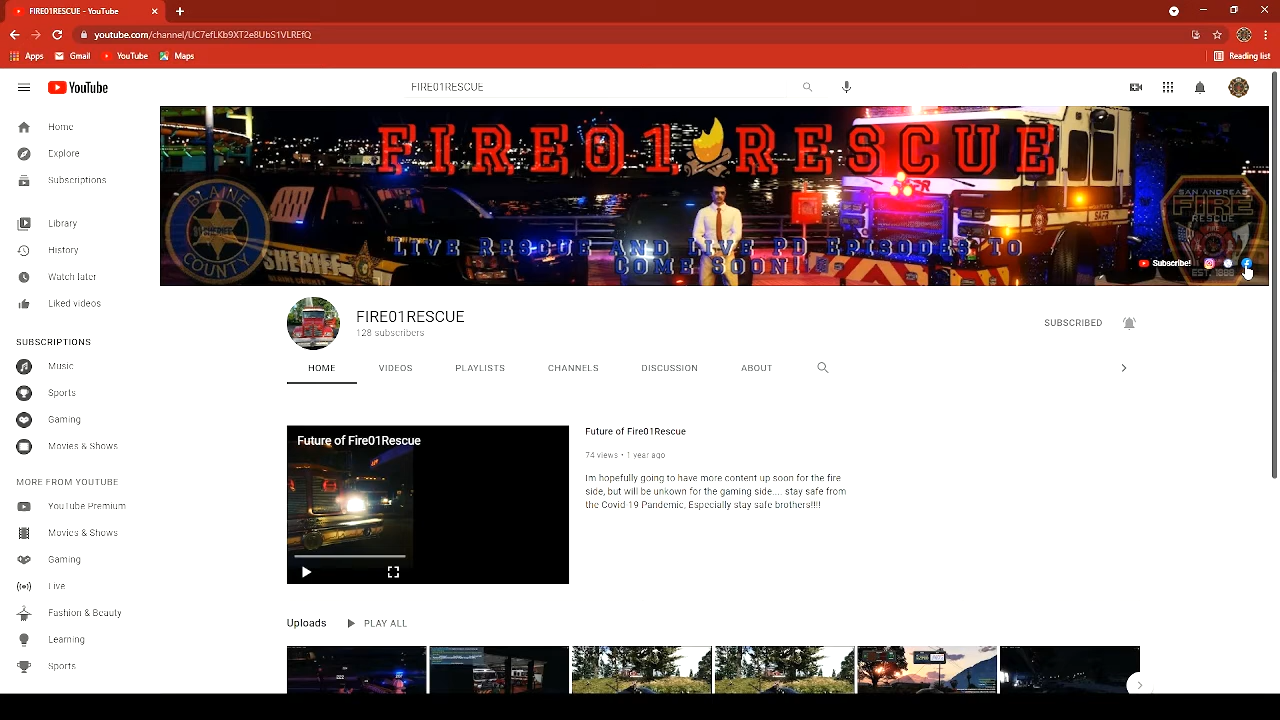 FIRE01RESCUE - YouTube
youtube.com/channel/UC7efLKb9XT2e8UbS1VLREfQ
Apps Gmail YouTube Maps Reading list
YouTube FIRE01RESCUE
Home
Explore
Subscriptions
Library
History
Watch later
Liked videos
SUBSCRIPTIONS
Music
Sports
Gaming
Movies & Shows
MORE FROM YOUTUBE
YouTube Premium
Movies & Shows
Gaming
Live
Fashion & Beauty
Learning
Sports
FIRE01 RESCUE
Live Rescue and Live PD Episodes To
Come Soon!!
BLAINE
SHERIFF
COUNTY
SHERIFF
SAN ANDREAS
FIRE
RESCUE
Subscribe!
FIRE01RESCUE
128 subscribers
SUBSCRIBED
HOME VIDEOS PLAYLISTS CHANNELS DISCUSSION ABOUT
Future of Fire01Rescue
Future of Fire01Rescue
74 views • 1 year ago
Im hopefully going to have more content up soon for the fire
side, but will be unkown for the gaming side.... stay safe from
the Covid 19 Pandemic, Especially stay safe brothers!!!!
Uploads PLAY ALL